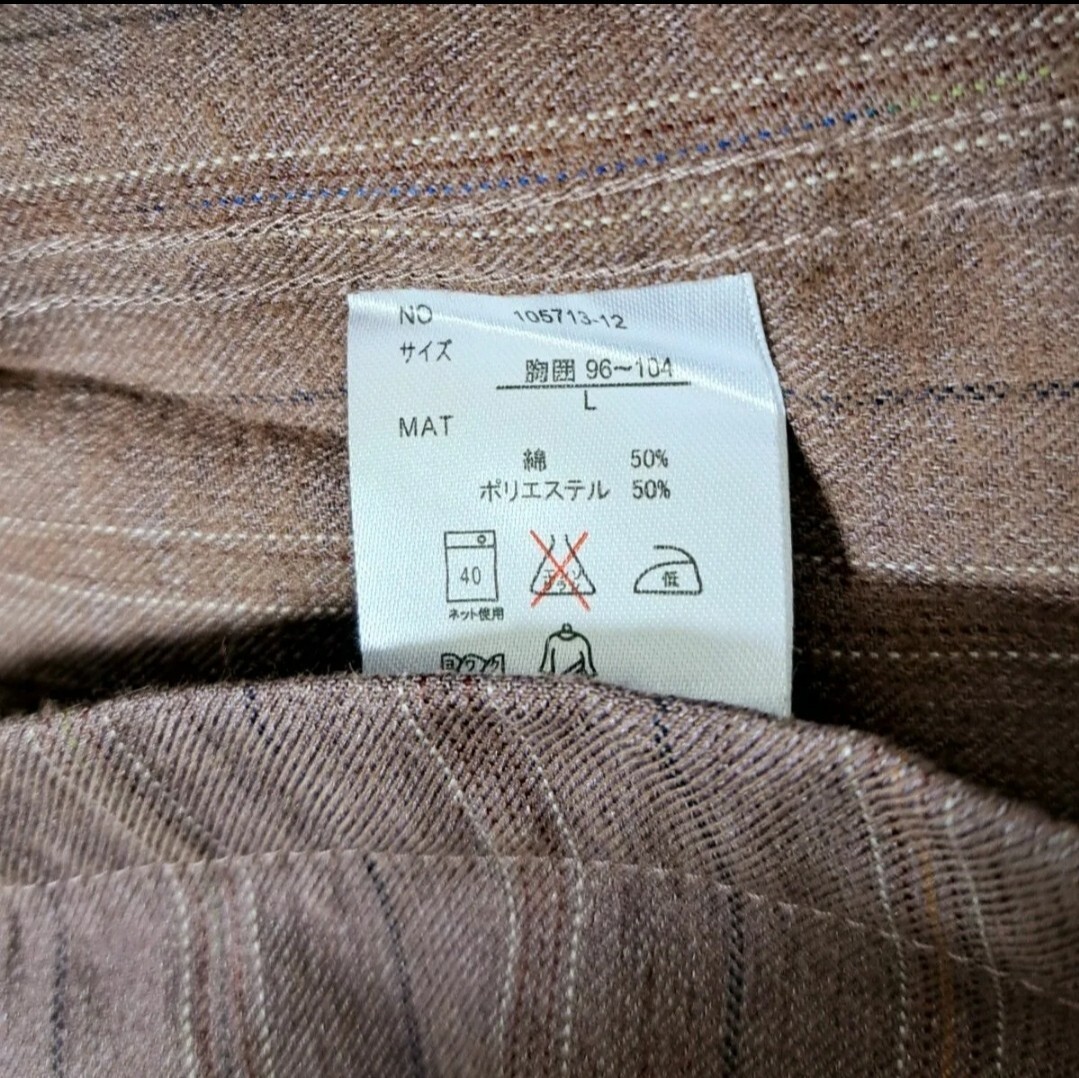 NO 105713-12
サイズ
胸囲 96～104
L
MAT
綿 50%
ポリエステル 50%
40 低
ネット使用